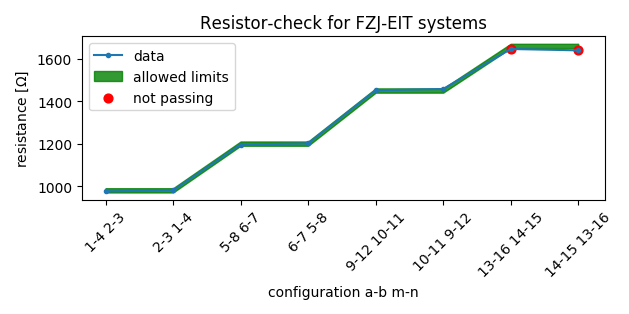 Resistor-check for FZJ-EIT systems
resistance [Ω]
1600
1400
1200
1000
data
allowed limits
not passing
1-4 2-3
2-3 1-4
5-8 6-7
6-7 5-8
9-12 10-11
10-11 9-12
13-16 14-15
14-15 13-16
configuration a-b m-n